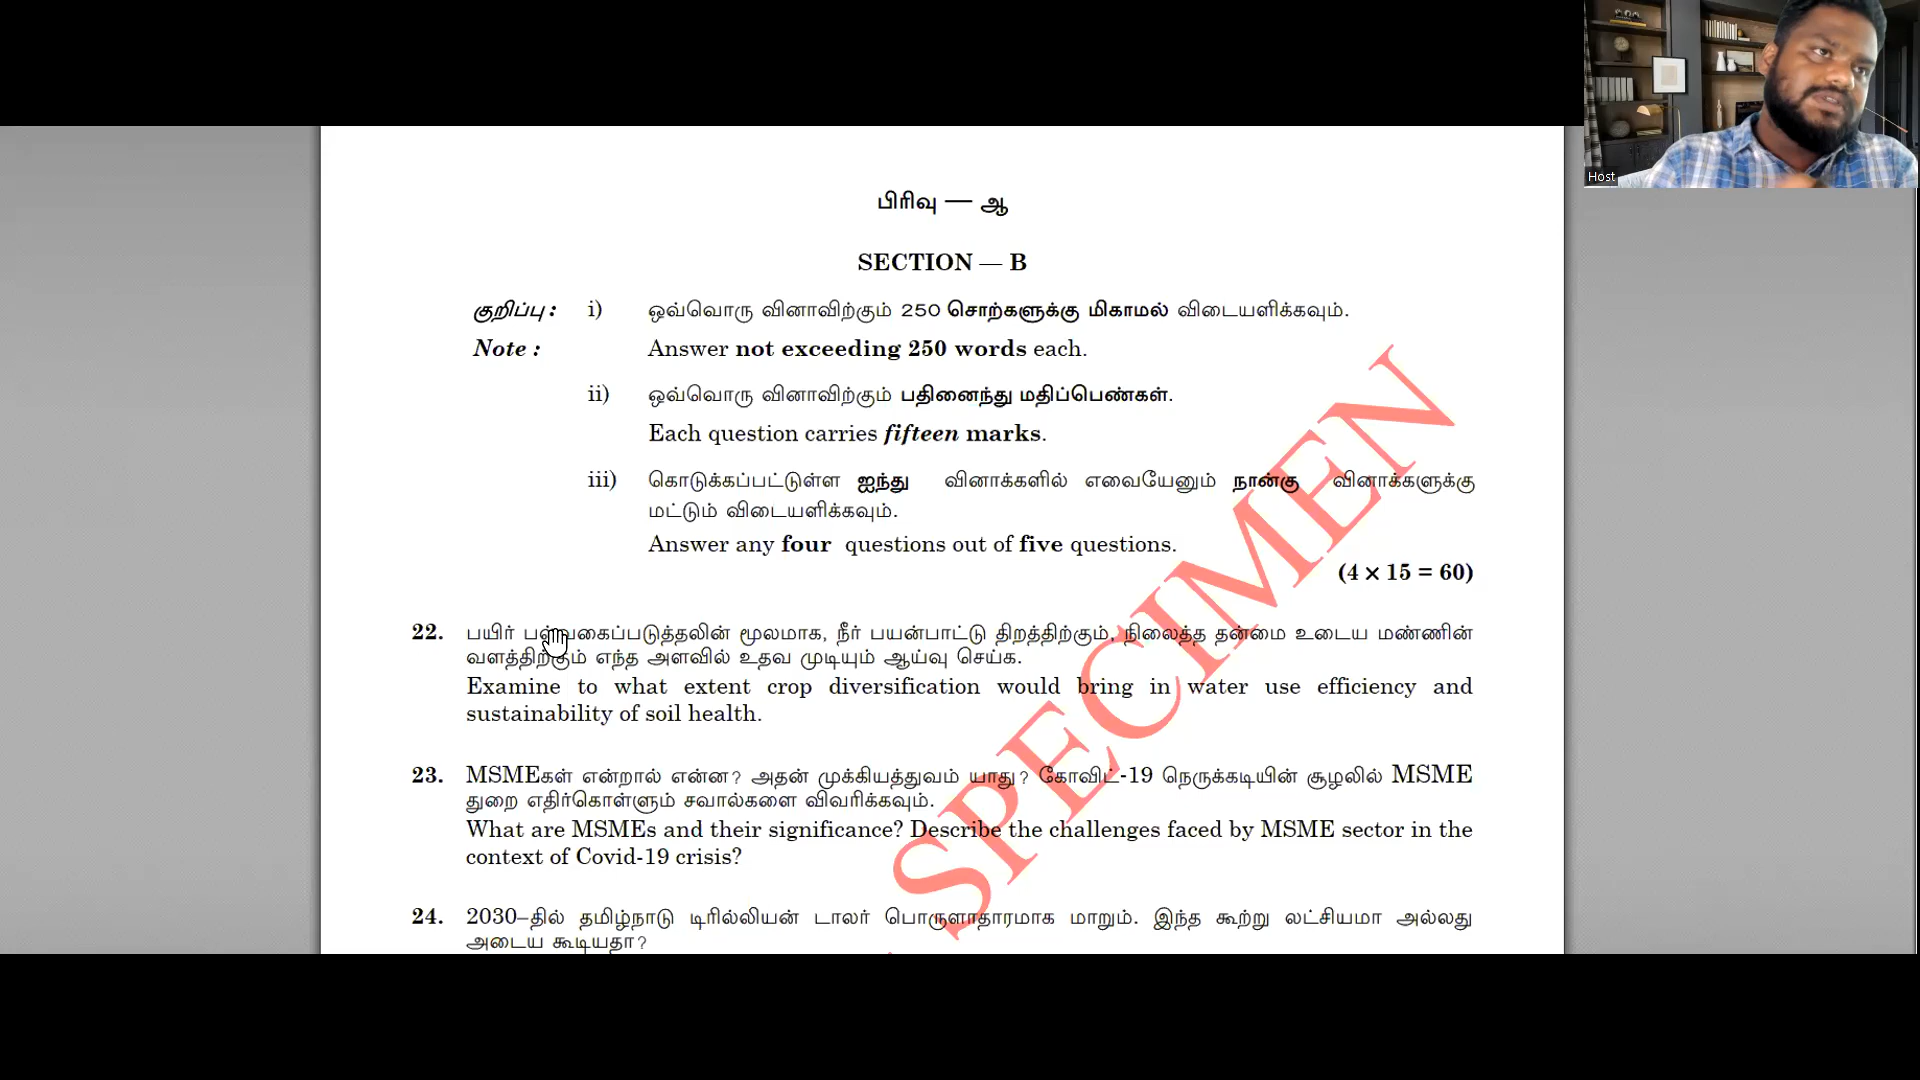 Host
பிரிவு — ஆ
SECTION — B
குறிப்பு : i) ஒவ்வொரு வினாவிற்கும் 250 சொற்களுக்கு மிகாமல் விடையளிக்கவும்.
Note : Answer not exceeding 250 words each.
ii) ஒவ்வொரு வினாவிற்கும் பதினைந்து மதிப்பெண்கள்.
Each question carries fifteen marks.
iii) கொடுக்கப்பட்டுள்ள ஐந்து வினாக்களில் எவையேனும் நான்கு வினாக்களுக்கு
மட்டும் விடையளிக்கவும்.
Answer any four questions out of five questions.
(4 × 15 = 60)
22. பயிர் பல்வகைப்படுத்தலின் மூலமாக, நீர் பயன்பாட்டு திறத்திற்கும், நிலைத்த தன்மை உடைய மண்ணின்
வளத்திற்கும் எந்த அளவில் உதவ முடியும் ஆய்வு செய்க.
Examine to what extent crop diversification would bring in water use efficiency and
sustainability of soil health.
23. MSMEகள் என்றால் என்ன? அதன் முக்கியத்துவம் யாது? கோவிட்-19 நெருக்கடியின் சூழலில் MSME
துறை எதிர்கொள்ளும் சவால்களை விவரிக்கவும்.
What are MSMEs and their significance? Describe the challenges faced by MSME sector in the
context of Covid-19 crisis?
24. 2030–தில் தமிழ்நாடு டிரில்லியன் டாலர் பொருளாதாரமாக மாறும். இந்த கூற்று லட்சியமா அல்லது
அடைய கூடியதா?
SPECIMEN